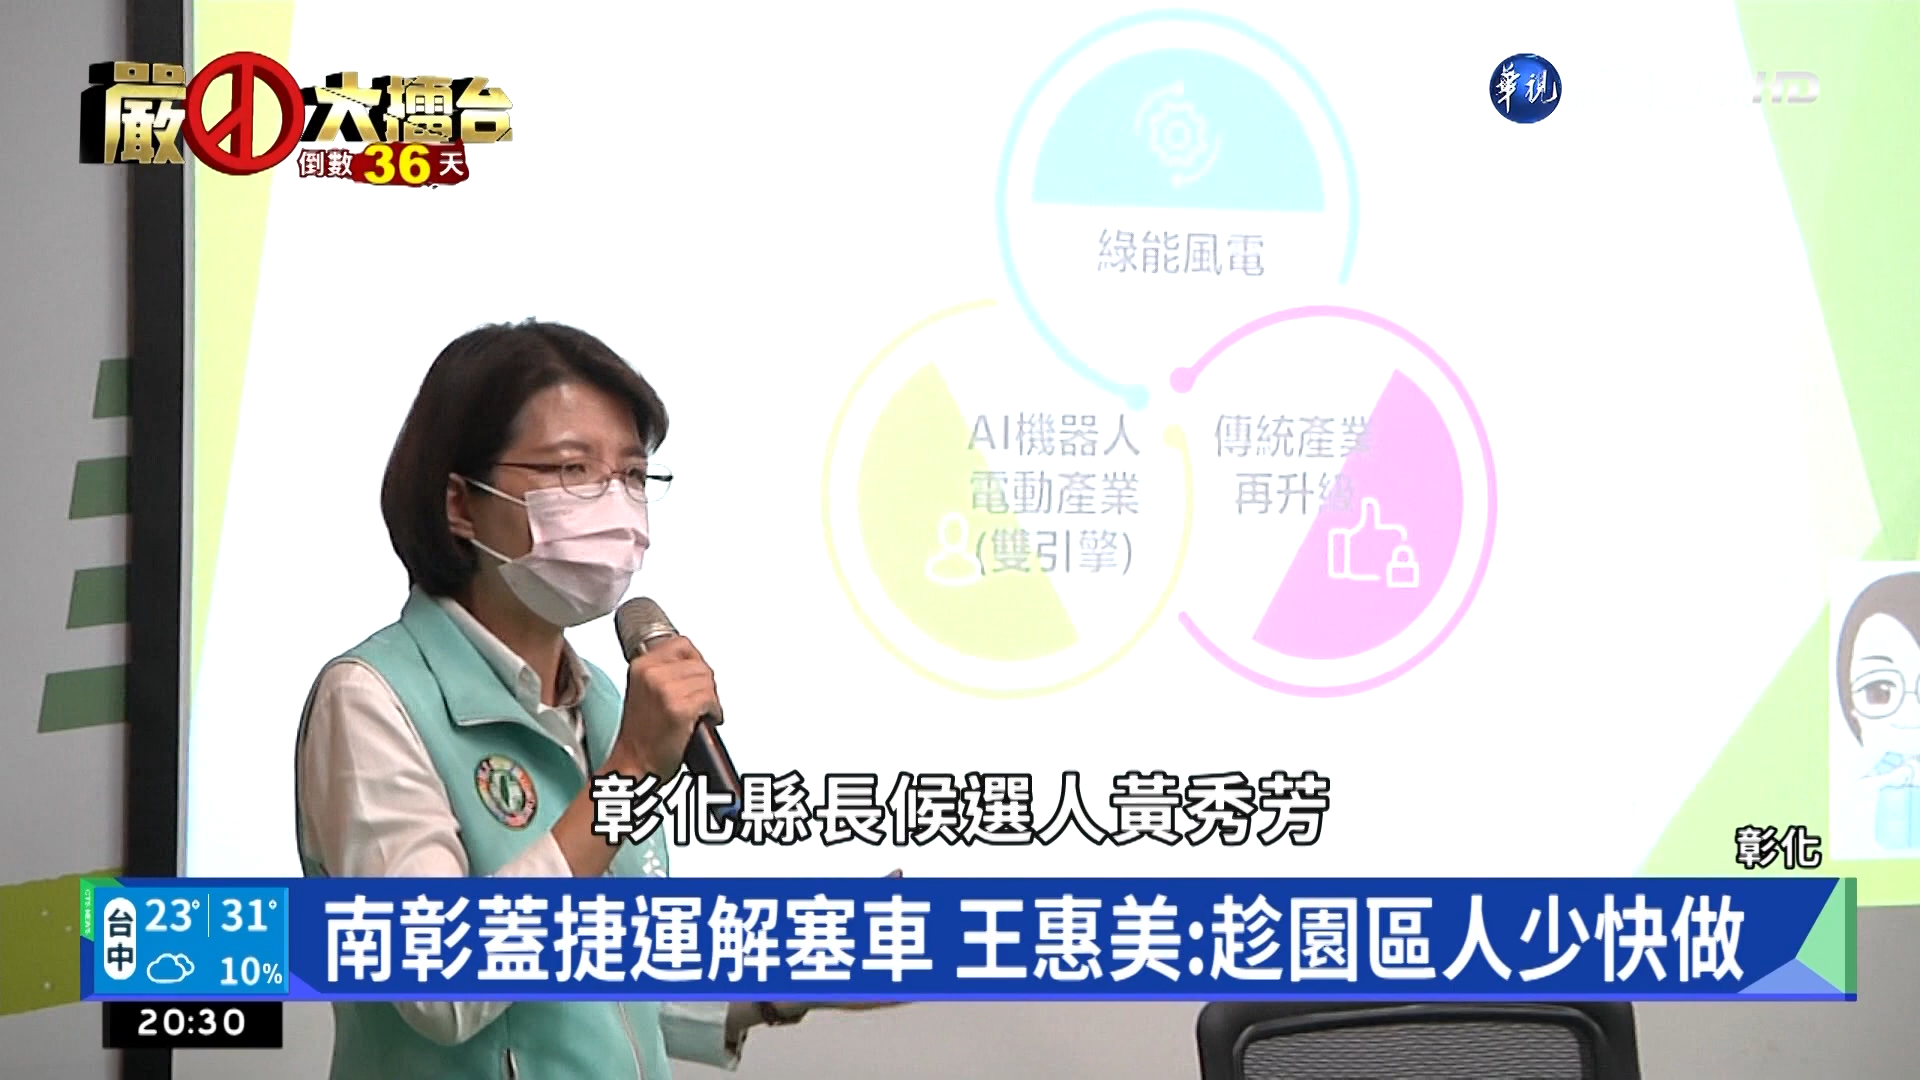 嚴 大擂台
倒數36天
華視
HD
綠能風電
AI機器人
電動產業
(雙引擎)
傳統產業
再升級
彰化縣長候選人黃秀芳
彰化
台中
23° 31°
10%
南彰蓋捷運解塞車 王惠美:趁園區人少快做
20:30